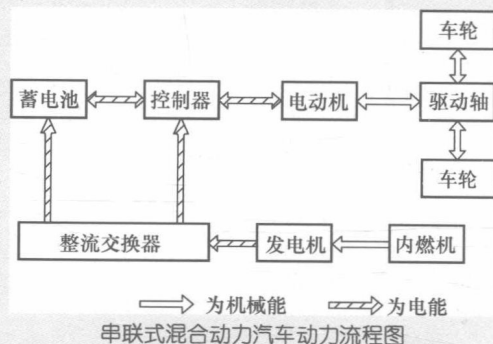 车轮
蓄电池 控制器 电动机 驱动轴
车轮
整流交换器 发电机 内燃机
为机械能 为电能
串联式混合动力汽车动力流程图